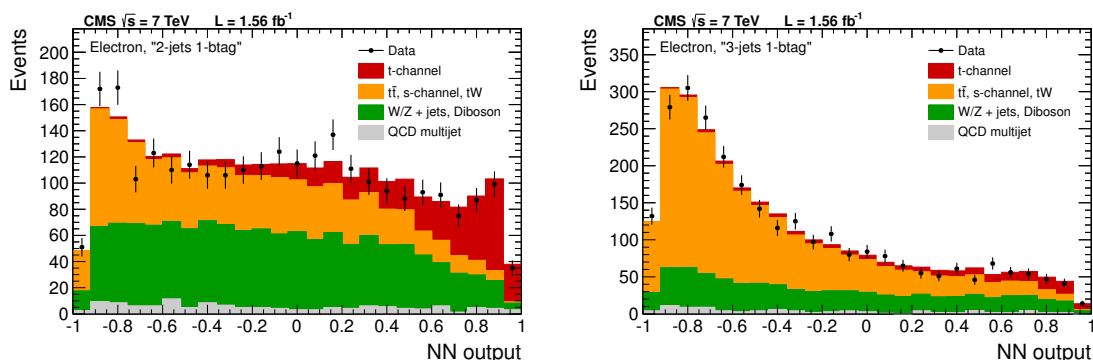 CMS √s = 7 TeV L = 1.56 fb⁻¹
Events
Electron, "2-jets 1-btag"
Data
t-channel
tt̄, s-channel, tW
W/Z + jets, Diboson
QCD multijet
200
180
160
140
120
100
80
60
40
20
0
-1 -0.8 -0.6 -0.4 -0.2 0 0.2 0.4 0.6 0.8 1
NN output
CMS √s = 7 TeV L = 1.56 fb⁻¹
Events
Electron, "3-jets 1-btag"
Data
t-channel
tt̄, s-channel, tW
W/Z + jets, Diboson
QCD multijet
350
300
250
200
150
100
50
0
-1 -0.8 -0.6 -0.4 -0.2 0 0.2 0.4 0.6 0.8 1
NN output